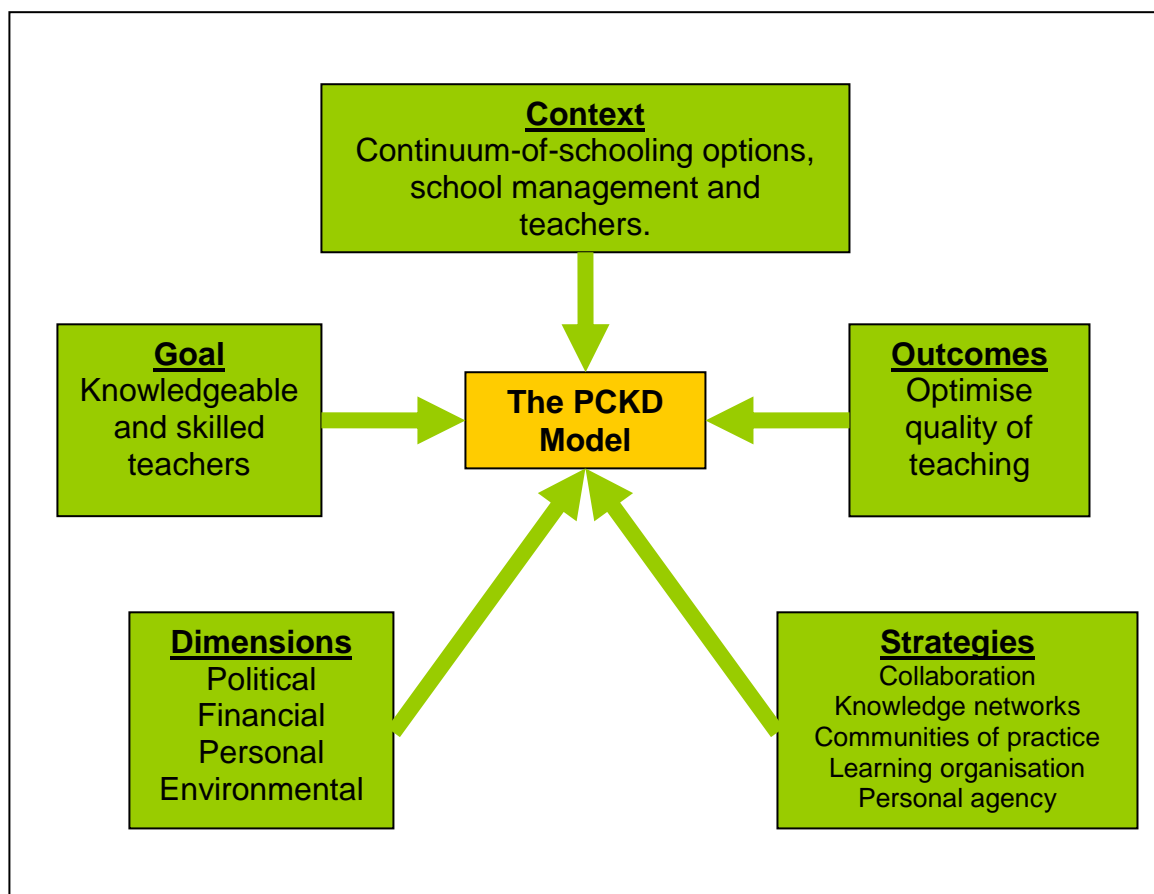 Context
Continuum-of-schooling options,
school management and
teachers.
Goal
Knowledgeable
and skilled
teachers
The PCKD
Model
Outcomes
Optimise
quality of
teaching
Dimensions
Political
Financial
Personal
Environmental
Strategies
Collaboration
Knowledge networks
Communities of practice
Learning organisation
Personal agency